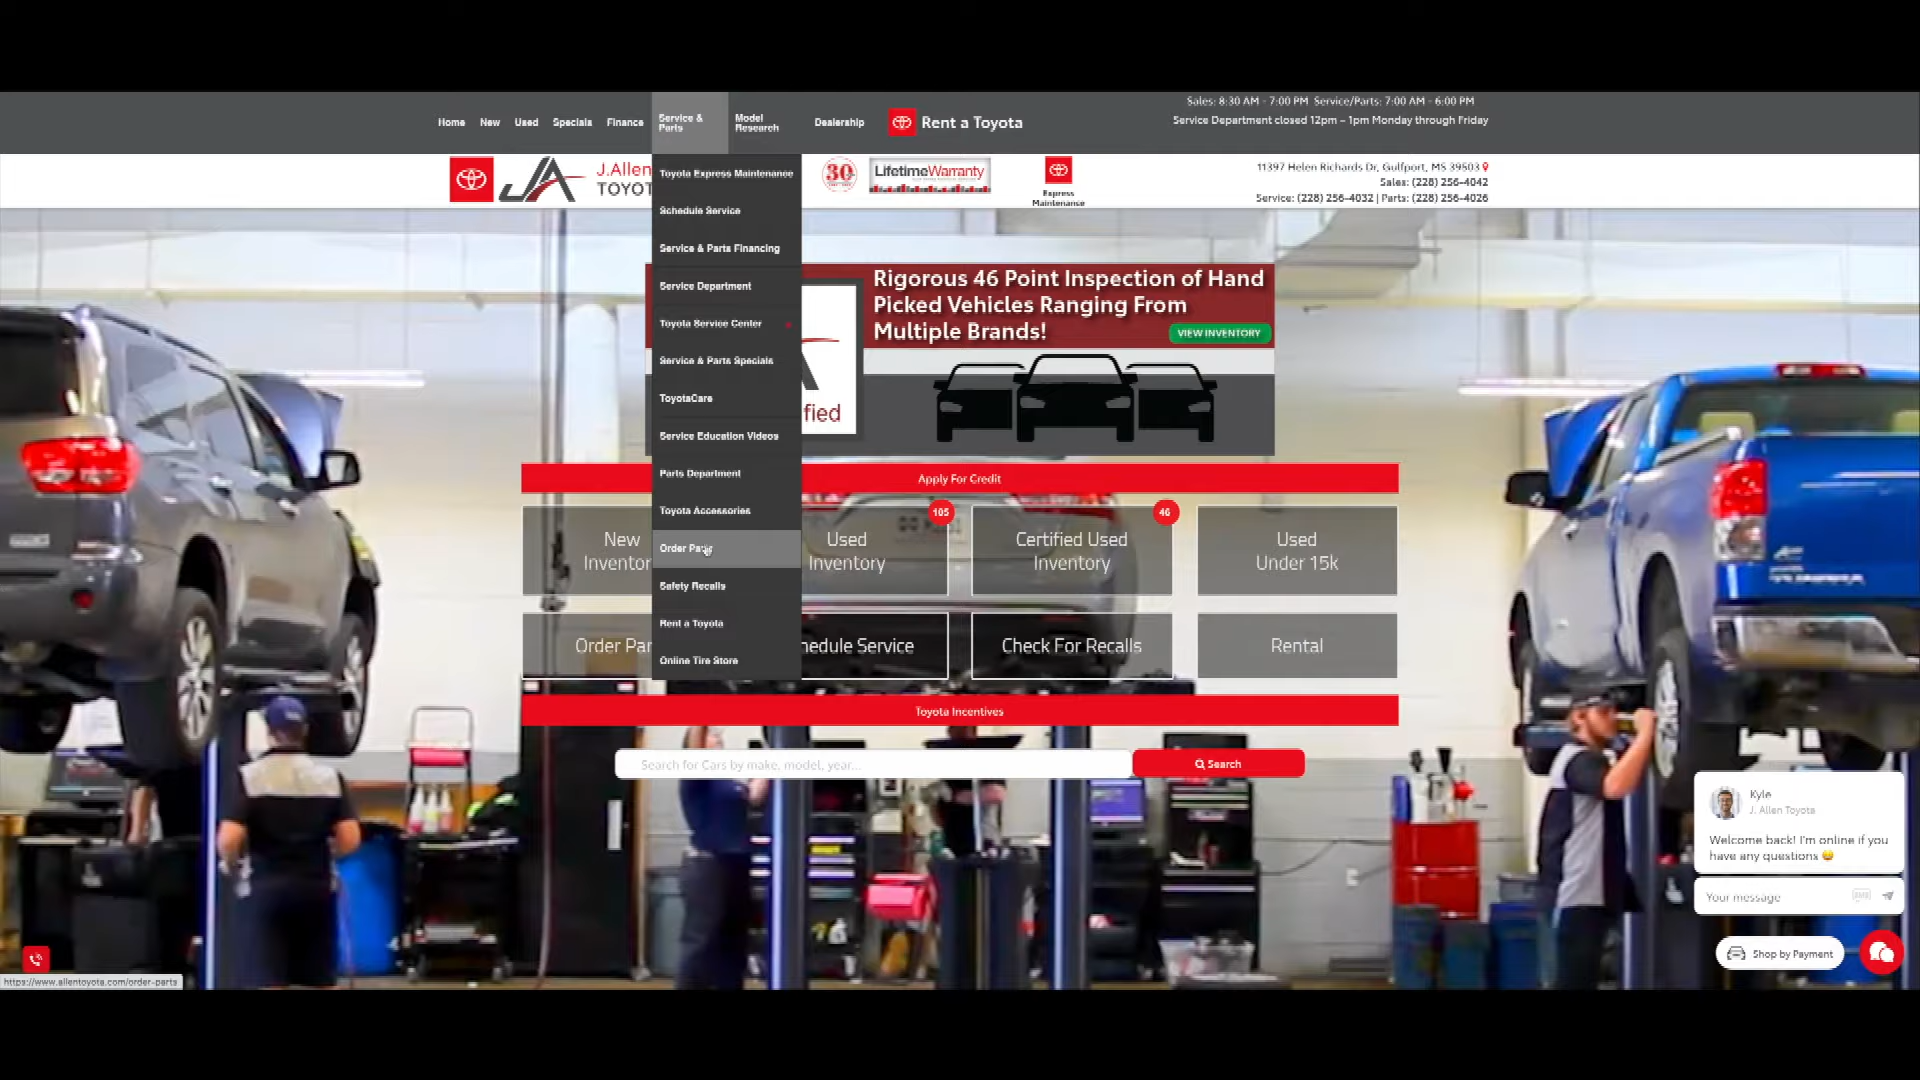 Sales: 8:30 AM - 7:00 PM Service/Parts: 7:00 AM - 6:00 PM
Service Department closed 12pm – 1pm Monday through Friday
Home
New
Used
Specials
Finance
Service &
Parts
Model
Research
Dealership
Rent a Toyota
J.Allen
TOYOT
30
LifetimeWarranty
Express
Maintenance
11397 Helen Richards Dr, Gulfport, MS 39503
Sales: (228) 256-4042
Service: (228) 256-4032 | Parts: (228) 256-4026
Toyota Express Maintenance
Schedule Service
Service & Parts Financing
Service Department
Toyota Service Center
Service & Parts Specials
ToyotaCare
Service Education Videos
Parts Department
Toyota Accessories
Order Parts
Safety Recalls
Rent a Toyota
Online Tire Store
Rigorous 46 Point Inspection of Hand
Picked Vehicles Ranging From
Multiple Brands!
VIEW INVENTORY
fied
Apply For Credit
New
Inventor
105
Used
Inventory
46
Certified Used
Inventory
Used
Under 15k
Order Par
hedule Service
Check For Recalls
Rental
Toyota Incentives
Search for Cars by make, model, year...
Search
Kyle
J. Allen Toyota
Welcome back! I'm online if you
have any questions 😀
Your message
Shop by Payment
https://www.allentoyota.com/order-parts